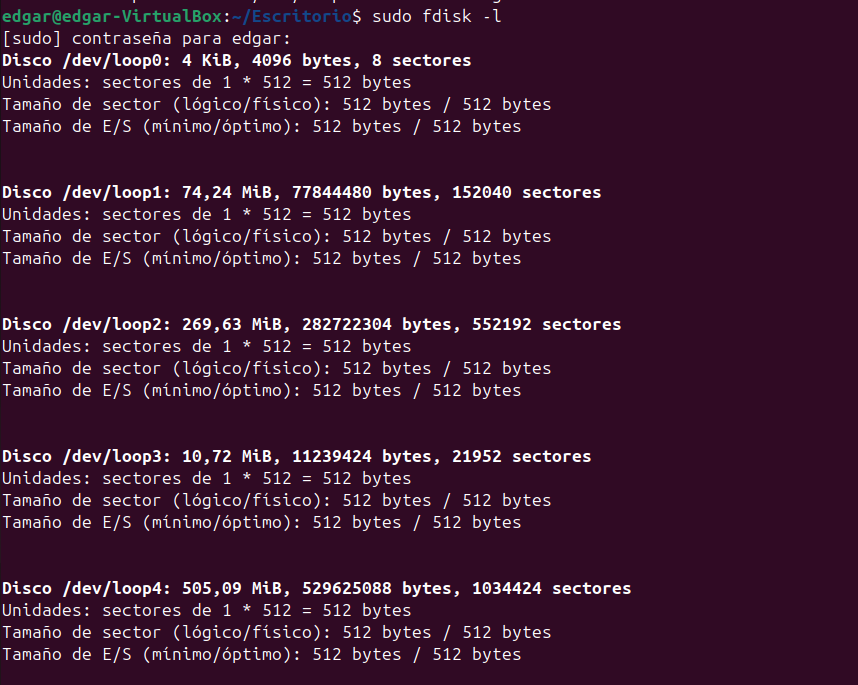 edgar@edgar-VirtualBox:~/Escritorio$ sudo fdisk -l
[sudo] contraseña para edgar:
Disco /dev/loop0: 4 KiB, 4096 bytes, 8 sectores
Unidades: sectores de 1 * 512 = 512 bytes
Tamaño de sector (lógico/físico): 512 bytes / 512 bytes
Tamaño de E/S (mínimo/óptimo): 512 bytes / 512 bytes
Disco /dev/loop1: 74,24 MiB, 77844480 bytes, 152040 sectores
Unidades: sectores de 1 * 512 = 512 bytes
Tamaño de sector (lógico/físico): 512 bytes / 512 bytes
Tamaño de E/S (mínimo/óptimo): 512 bytes / 512 bytes
Disco /dev/loop2: 269,63 MiB, 282722304 bytes, 552192 sectores
Unidades: sectores de 1 * 512 = 512 bytes
Tamaño de sector (lógico/físico): 512 bytes / 512 bytes
Tamaño de E/S (mínimo/óptimo): 512 bytes / 512 bytes
Disco /dev/loop3: 10,72 MiB, 11239424 bytes, 21952 sectores
Unidades: sectores de 1 * 512 = 512 bytes
Tamaño de sector (lógico/físico): 512 bytes / 512 bytes
Tamaño de E/S (mínimo/óptimo): 512 bytes / 512 bytes
Disco /dev/loop4: 505,09 MiB, 529625088 bytes, 1034424 sectores
Unidades: sectores de 1 * 512 = 512 bytes
Tamaño de sector (lógico/físico): 512 bytes / 512 bytes
Tamaño de E/S (mínimo/óptimo): 512 bytes / 512 bytes